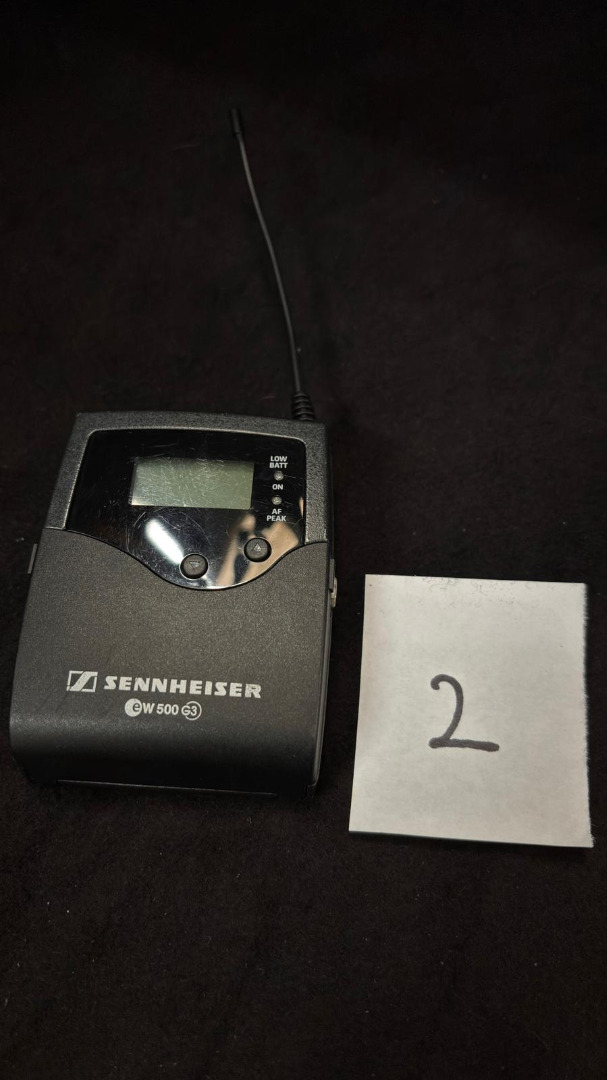 LOW
BATT
ON
AF
PEAK
SENNHEISER
ew 500 G3
2